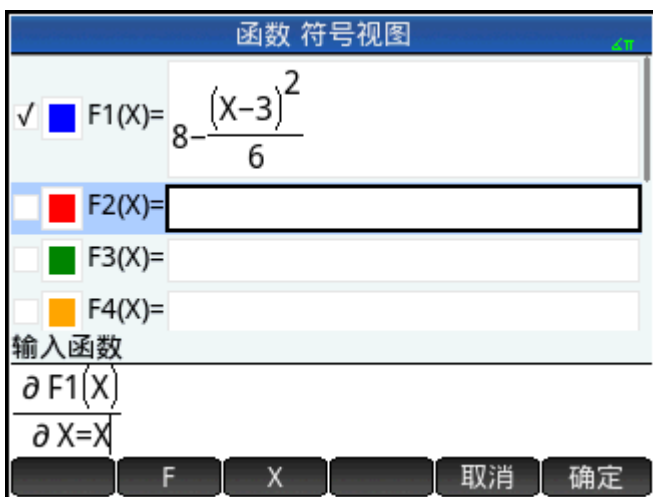 函数 符号视图
∡π
√ F1(X)= 8-(X-3)²/6
F2(X)=
F3(X)=
F4(X)=
输入函数
∂ F1(X)
∂ X=X
F X 取消 确定